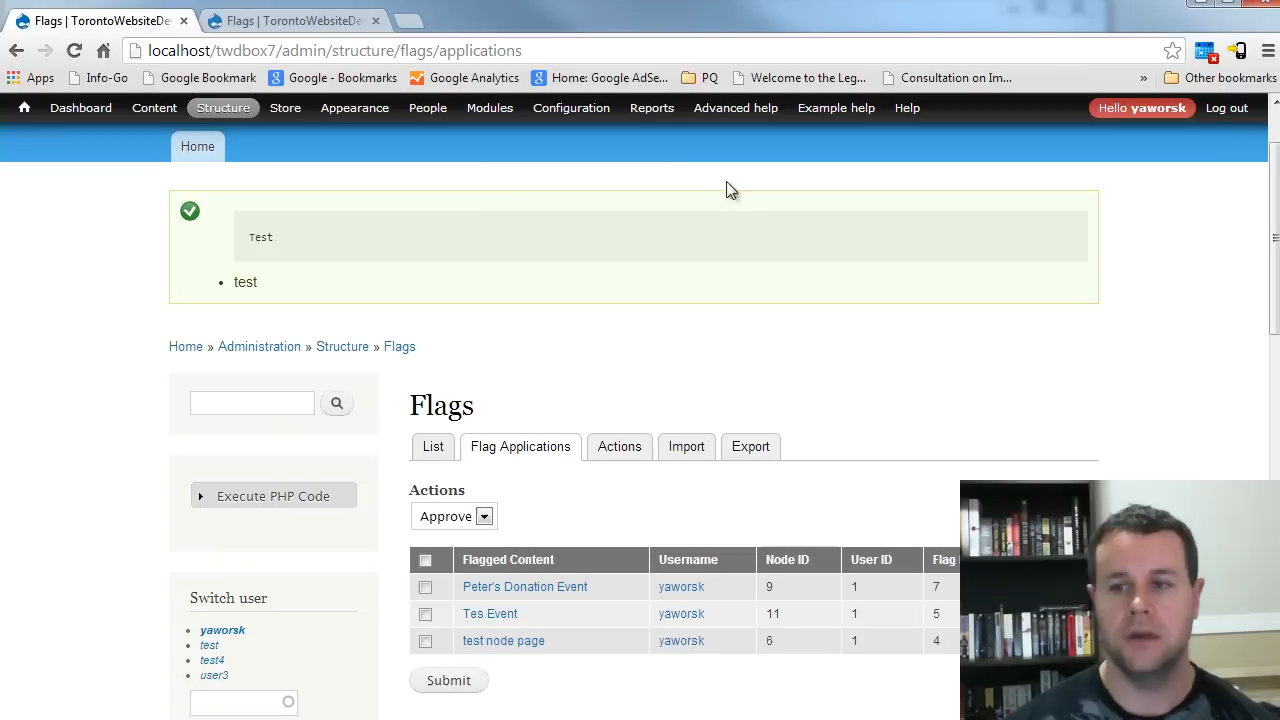 Flags | TorontoWebsiteDe
Flags | TorontoWebsiteDe
localhost/twdbox7/admin/structure/flags/applications
Apps Info-Go Google Bookmark Google - Bookmarks Google Analytics Home: Google AdSe... PC Welcome to the Leg... Consultation on Im... » Other bookmarks
Dashboard Content Structure Store Appearance People Modules Configuration Reports Advanced help Example help Help Hello yaworsk Log out
Home
Test
test
Home » Administration » Structure » Flags
Flags
List Flag Applications Actions Import Export
Execute PHP Code
Actions
Approve
Flagged Content Username Node ID User ID Flag
Peter's Donation Event yaworsk 9 1 7
Tes Event yaworsk 11 1 5
test node page yaworsk 6 1 4
Submit
Switch user
yaworsk
test
test4
user3